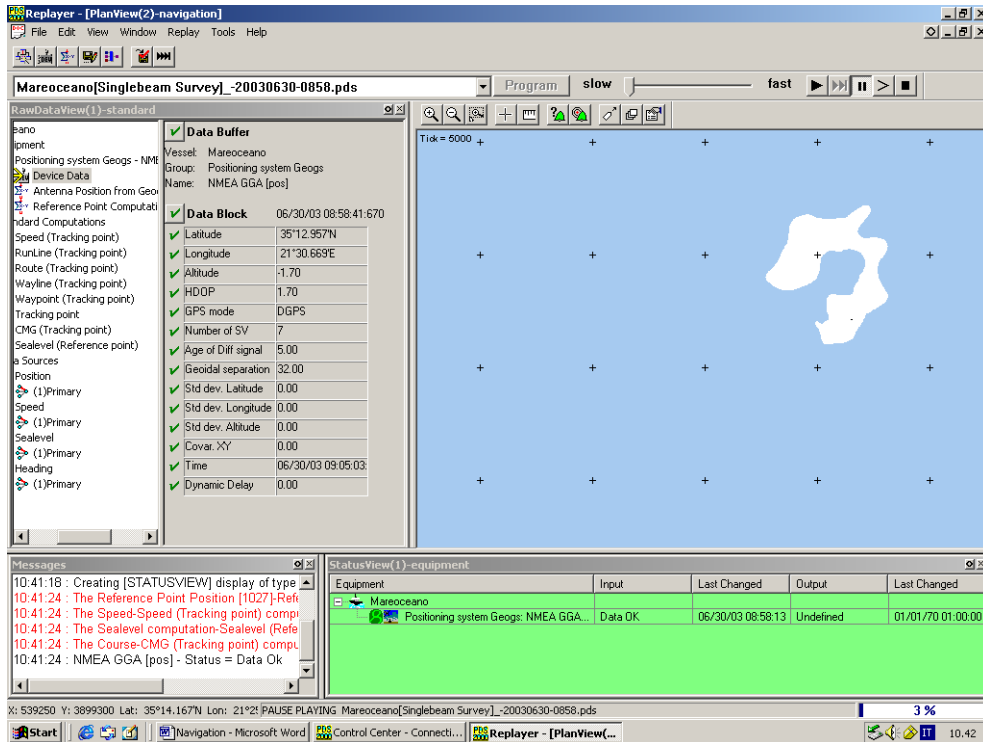 Replayer - [PlanView(2)-navigation]
File Edit View Window Replay Tools Help
Mareoceano[Singlebeam Survey]_-20030630-0858.pds
Program
slow
fast
RawDataView(1)-standard
eano
ipment
Positioning system Geogs - NME
Device Data
Antenna Position from Geo
Reference Point Computati
ndard Computations
Speed (Tracking point)
RunLine (Tracking point)
Route (Tracking point)
Wayline (Tracking point)
Waypoint (Tracking point)
Tracking point
CMG (Tracking point)
Sealevel (Reference point)
a Sources
Position
(1)Primary
Speed
(1)Primary
Sealevel
(1)Primary
Heading
(1)Primary
Data Buffer
Vessel: Mareoceano
Group: Positioning system Geogs
Name: NMEA GGA [pos]
Data Block 06/30/03 08:58:41:670
Latitude 35°12.957'N
Longitude 21°30.669'E
Altitude -1.70
HDOP 1.70
GPS mode DGPS
Number of SV 7
Age of Diff signal 5.00
Geoidal separation 32.00
Std dev. Latitude 0.00
Std dev. Longitude 0.00
Std dev. Altitude 0.00
Covar. XY 0.00
Time 06/30/03 09:05:03:
Dynamic Delay 0.00
Tick = 5000
Messages
10:41:18 : Creating [STATUSVIEW] display of type
10:41:24 : The Reference Point Position [1027]-Refe
10:41:24 : The Speed-Speed (Tracking point) compu
10:41:24 : The Sealevel computation-Sealevel (Refe
10:41:24 : The Course-CMG (Tracking point) compu
10:41:24 : NMEA GGA [pos] - Status = Data Ok
StatusView(1)-equipment
Equipment Input Last Changed Output Last Changed
Mareoceano
Positioning system Geogs: NMEA GGA... Data OK 06/30/03 08:58:13 Undefined 01/01/70 01:00:00
X: 539250 Y: 3899300 Lat: 35°14.167'N Lon: 21°25 PAUSE PLAYING Mareoceano[Singlebeam Survey]_-20030630-0858.pds 3 %
Start
Navigation - Microsoft Word
Control Center - Connecti...
Replayer - [PlanView(...
IT
10.42